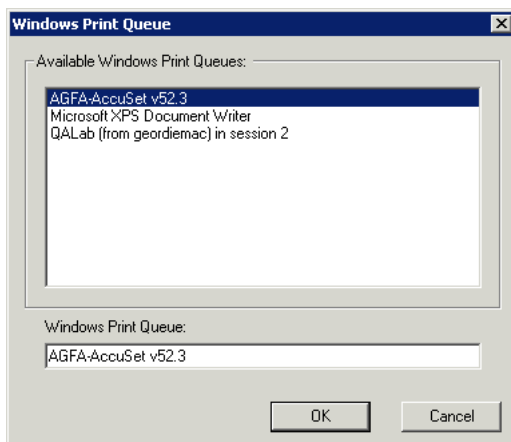 Windows Print Queue
Available Windows Print Queues:
AGFA-AccuSet v52.3
Microsoft XPS Document Writer
QALab (from geordiemac) in session 2
Windows Print Queue:
AGFA-AccuSet v52.3
OK Cancel